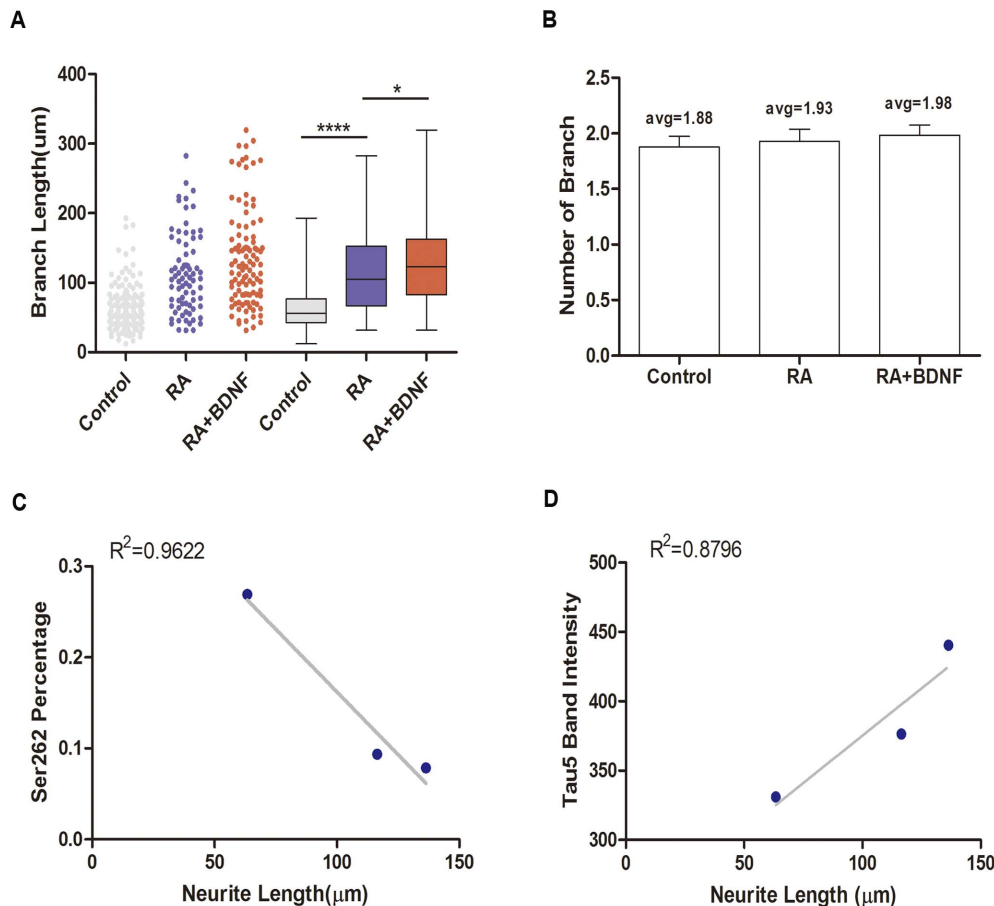 A
Branch Length(um)
400
300
200
100
0
****
*
Control
RA
RA+BDNF
Control
RA
RA+BDNF
B
Number of Branch
2.5
2.0
1.5
1.0
0.5
0.0
avg=1.88
avg=1.93
avg=1.98
Control
RA
RA+BDNF
C
R²=0.9622
Ser262 Percentage
0.3
0.2
0.1
0.0
0
50
100
150
Neurite Length(μm)
D
R²=0.8796
Tau5 Band Intensity
500
450
400
350
300
0
50
100
150
Neurite Length (μm)